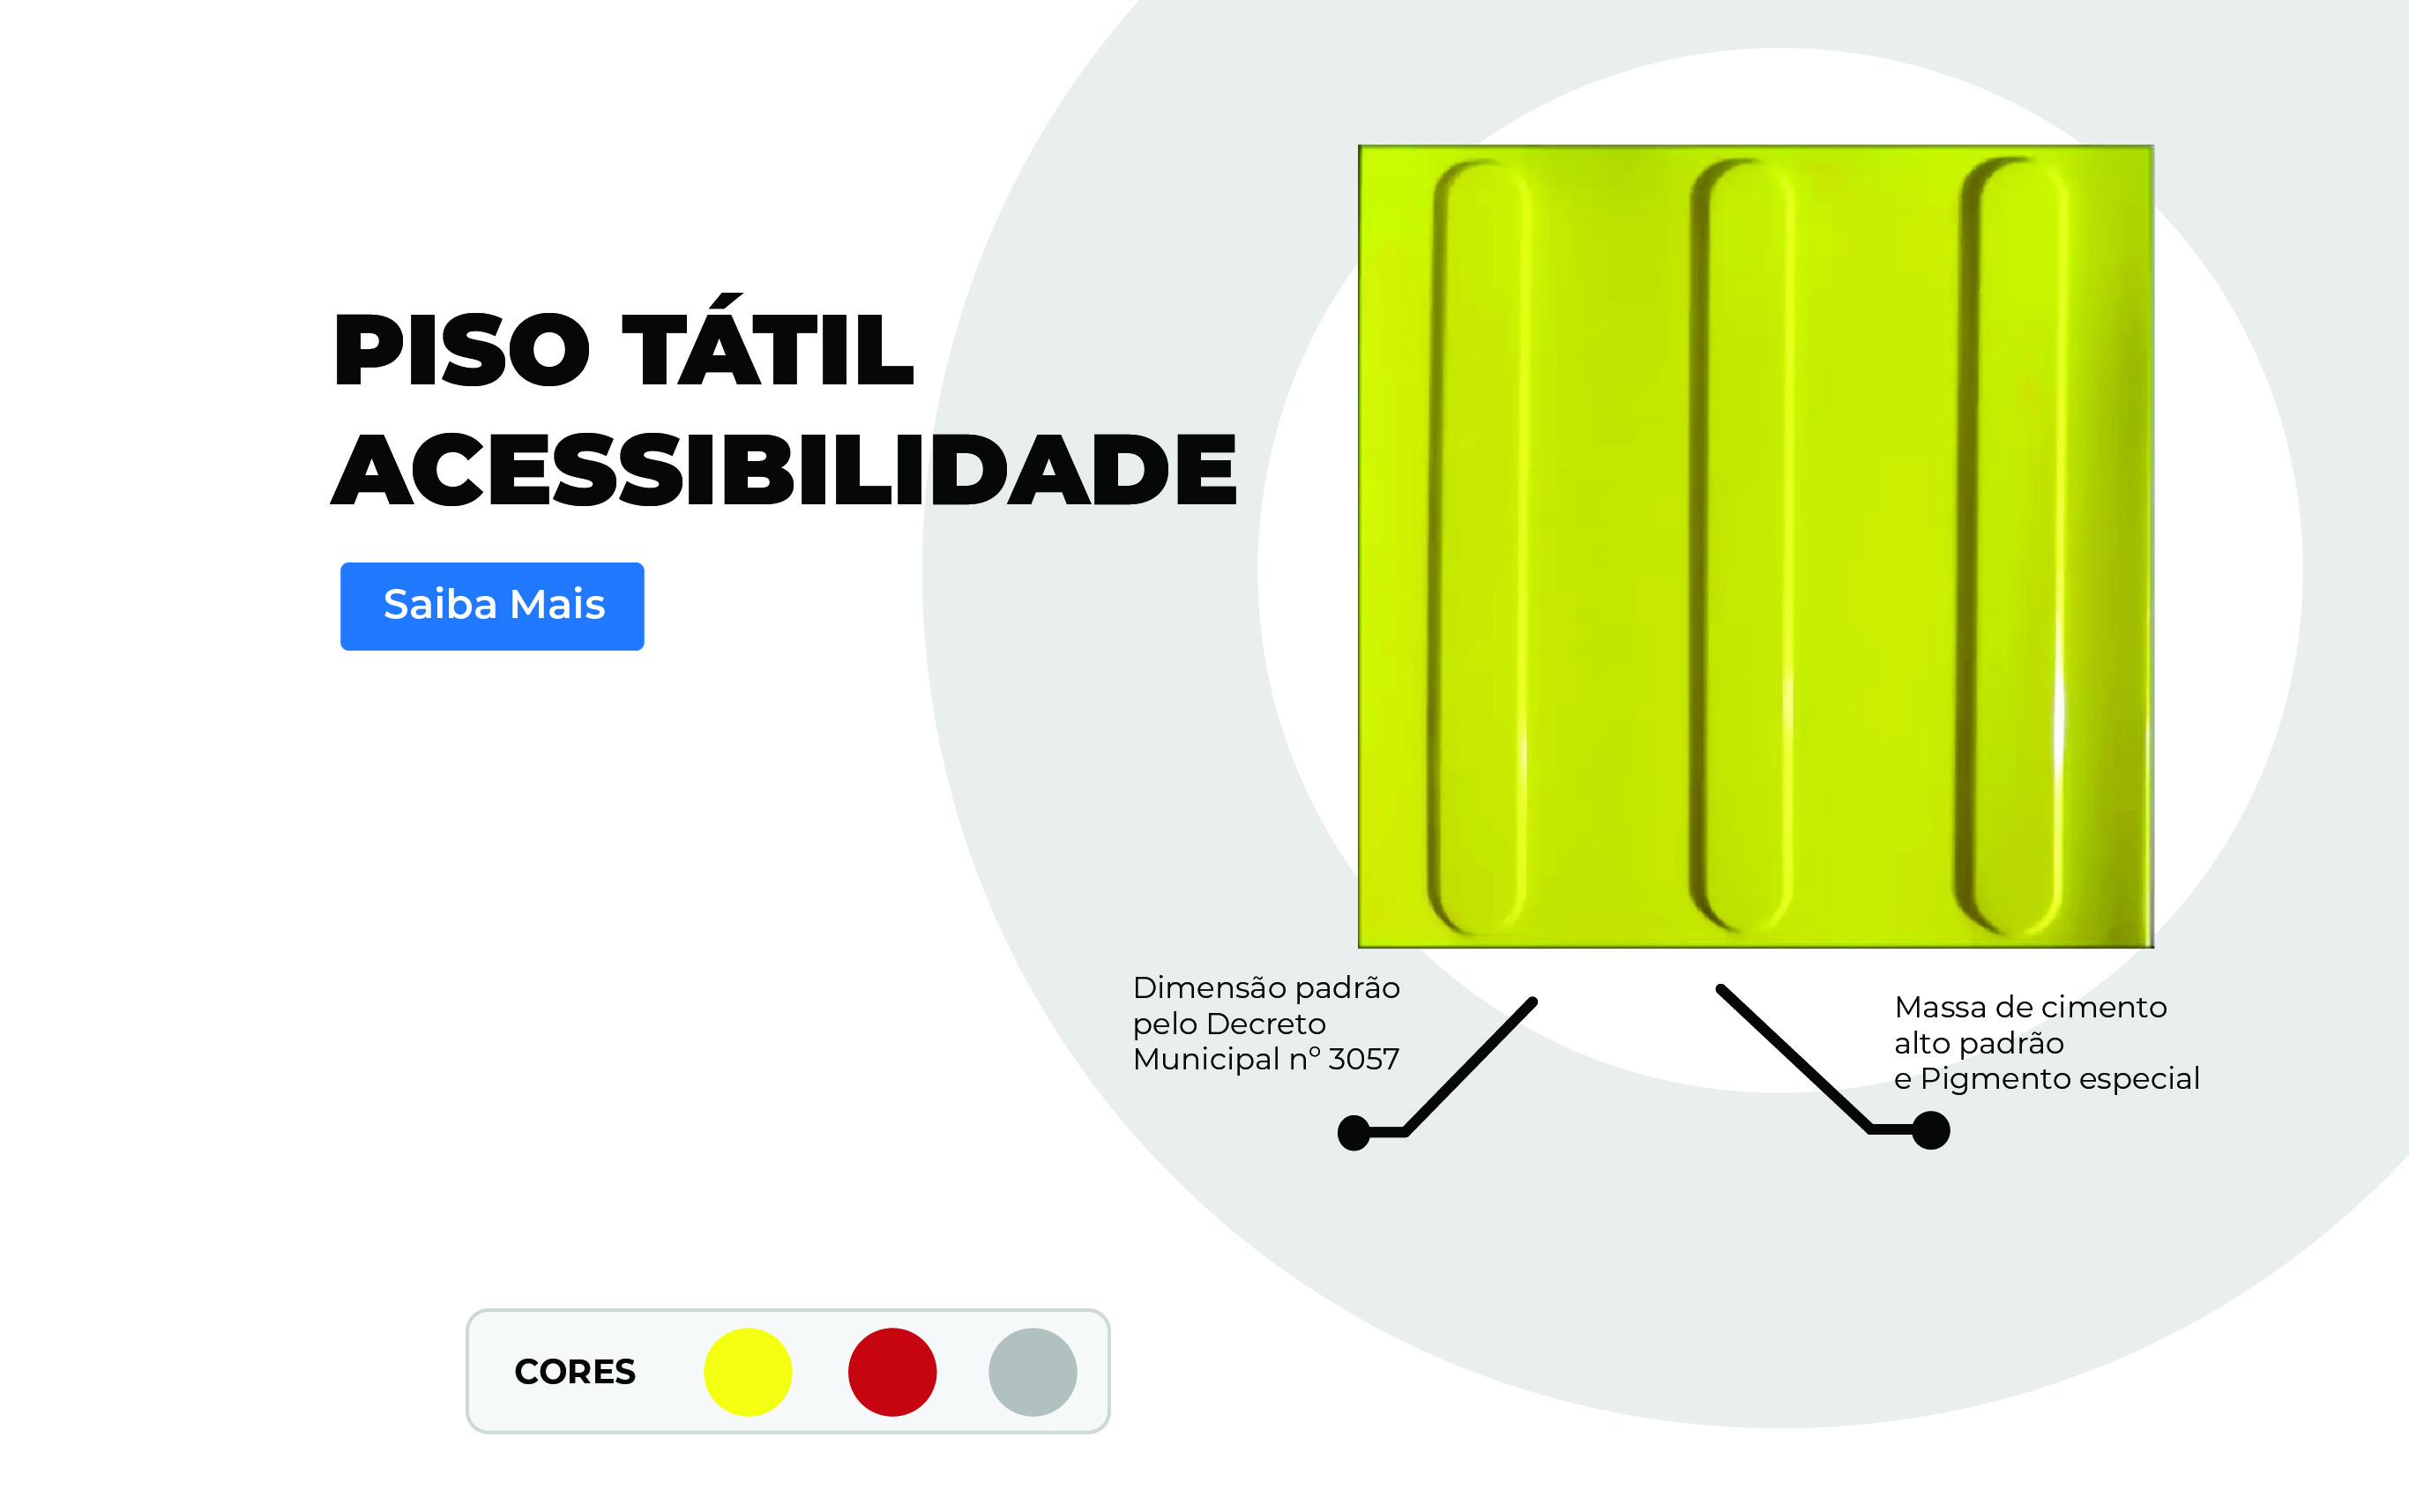 PISO TÁTIL
ACESSIBILIDADE
Saiba Mais
Dimensão padrão
pelo Decreto
Municipal nº 3057
Massa de cimento
alto padrão
e Pigmento especial
CORES